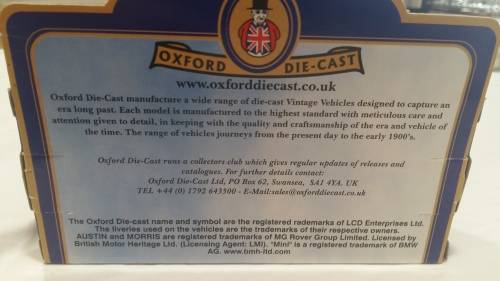 OXFORD DIE-CAST
www.oxforddiecast.co.uk
Oxford Die-Cast manufacture a wide range of die-cast Vintage Vehicles designed to capture an
era long past. Each model is manufactured to the highest standard with meticulous care and
attention given to detail, in keeping with the quality and craftsmanship of the era and vehicle of
the time. The range of vehicles journeys from the present day to the early 1900's.
Oxford Die-Cast runs a collectors club which gives regular updates of releases and
catalogues. For further details contact:
Oxford Die-Cast Ltd, PO Box 62, Swansea, SA1 4YA. UK
TEL +44 (0) 1792 643500 - E-Mail:sales@oxforddiecast.co.uk
The Oxford Die-cast name and symbol are the registered rademarks of LCD Enterprises Ltd.
The liveries used on the vehicles are the trademarks of their respective owners.
AUSTIN and MORRIS are registered trademarks of MG Rover Group Limited. Licensed by
British Motor Heritage Ltd. (Licensing Agent: LMI). "Mini" is a registered trademark of BMW
AG. www.bmh-ltd.com